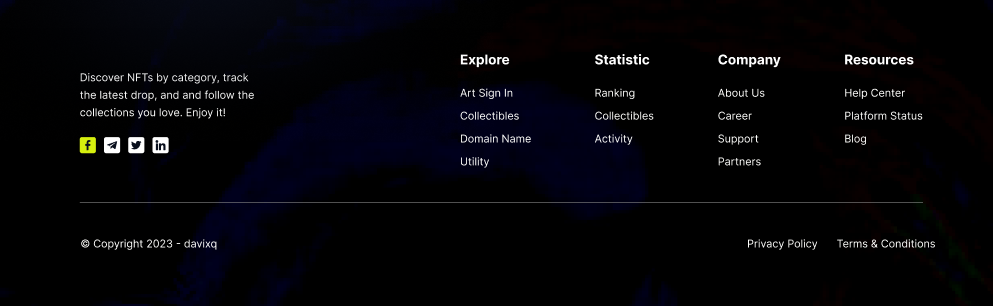 Discover NFTs by category, track
the latest drop, and and follow the
collections you love. Enjoy it!
Explore
Art Sign In
Collectibles
Domain Name
Utility
Statistic
Ranking
Collectibles
Activity
Company
About Us
Career
Support
Partners
Resources
Help Center
Platform Status
Blog
© Copyright 2023 - davixq
Privacy Policy
Terms & Conditions